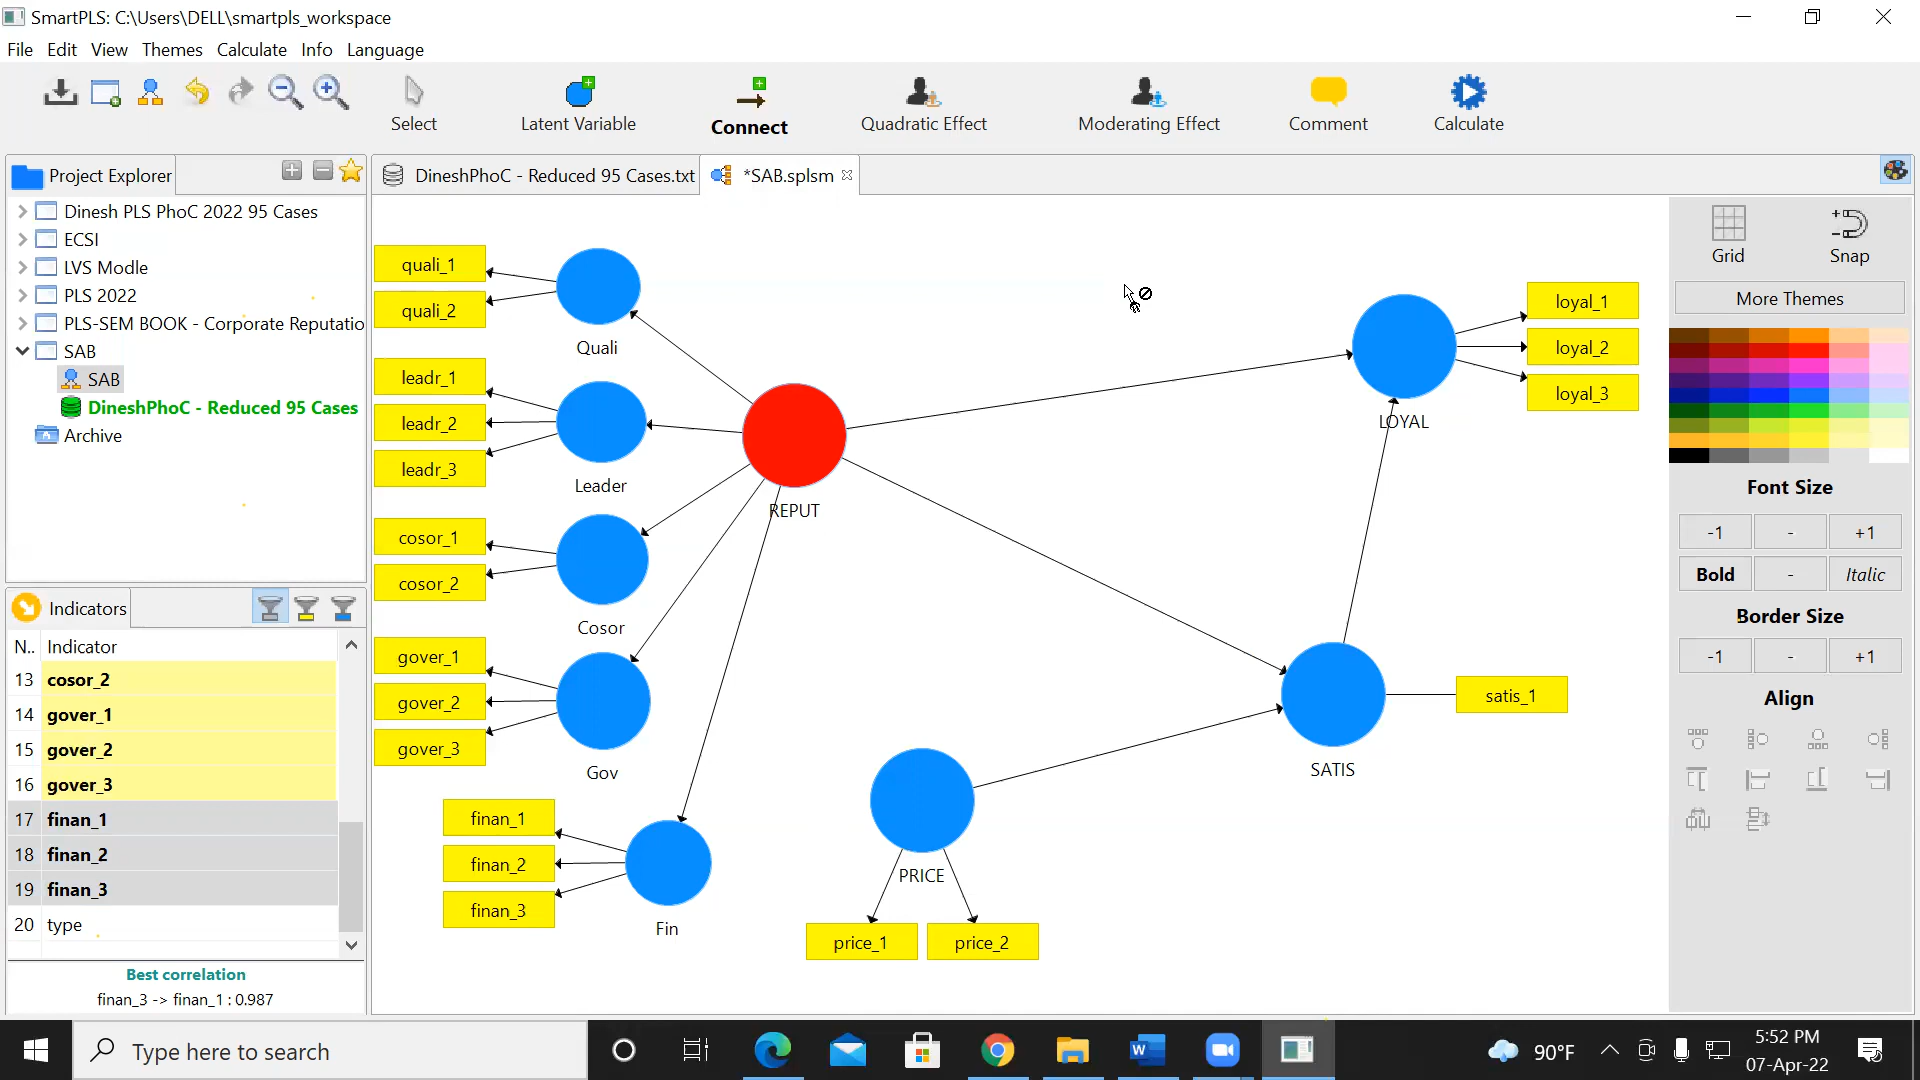 SmartPLS: C:\Users\DELL\smartpls_workspace
File Edit View Themes Calculate Info Language
Select Latent Variable Connect Quadratic Effect Moderating Effect Comment Calculate
Project Explorer
DineshPhoC - Reduced 95 Cases.txt *SAB.splsm
Dinesh PLS PhoC 2022 95 Cases
ECSI
LVS Modle
PLS 2022
PLS-SEM BOOK - Corporate Reputatio
SAB
SAB
DineshPhoC - Reduced 95 Cases
Archive
Indicators
N.. Indicator
13 cosor_2
14 gover_1
15 gover_2
16 gover_3
17 finan_1
18 finan_2
19 finan_3
20 type
Best correlation
finan_3 -> finan_1 : 0.987
quali_1
quali_2
Quali
leadr_1
leadr_2
leadr_3
Leader
cosor_1
cosor_2
Cosor
gover_1
gover_2
gover_3
Gov
finan_1
finan_2
finan_3
Fin
REPUT
PRICE
price_1 price_2
LOYAL
loyal_1
loyal_2
loyal_3
SATIS
satis_1
Grid Snap
More Themes
Font Size
-1 - +1
Bold - Italic
Border Size
-1 - +1
Align
Type here to search
90°F
5:52 PM
07-Apr-22